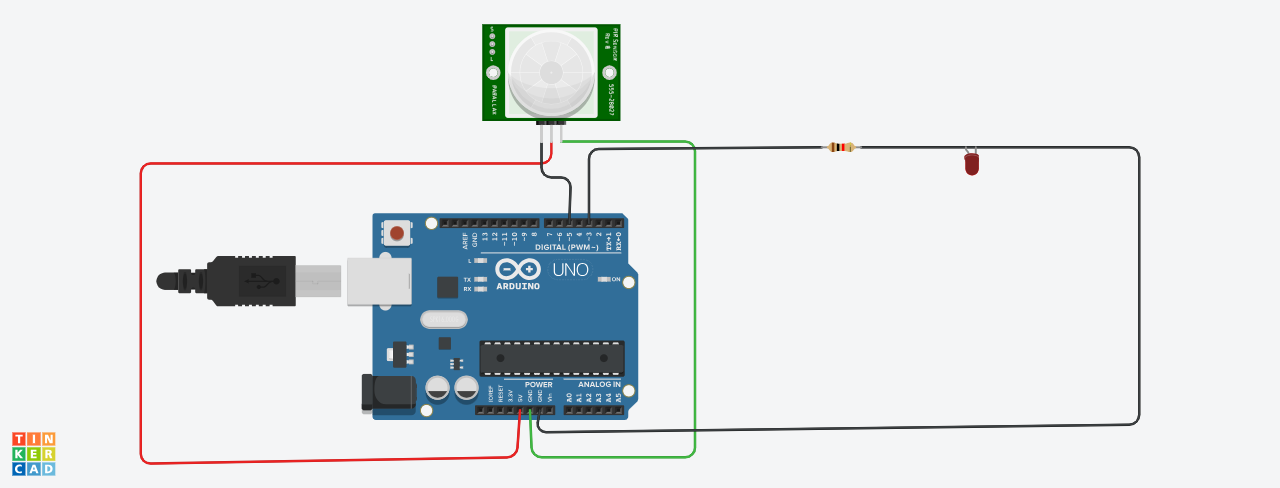 PIR Sensor
Rev B
555-28027
PARALLAX
AREF
GND
13
12
~11
~10
~9
8
7
~6
~5
4
~3
2
TX→1
RX←0
DIGITAL (PWM~)
L
TX
RX
ON
UNO
ARDUINO
POWER
ANALOG IN
IOREF
RESET
3.3V
5V
GND
GND
Vin
A0
A1
A2
A3
A4
A5
TIN
KER
CAD